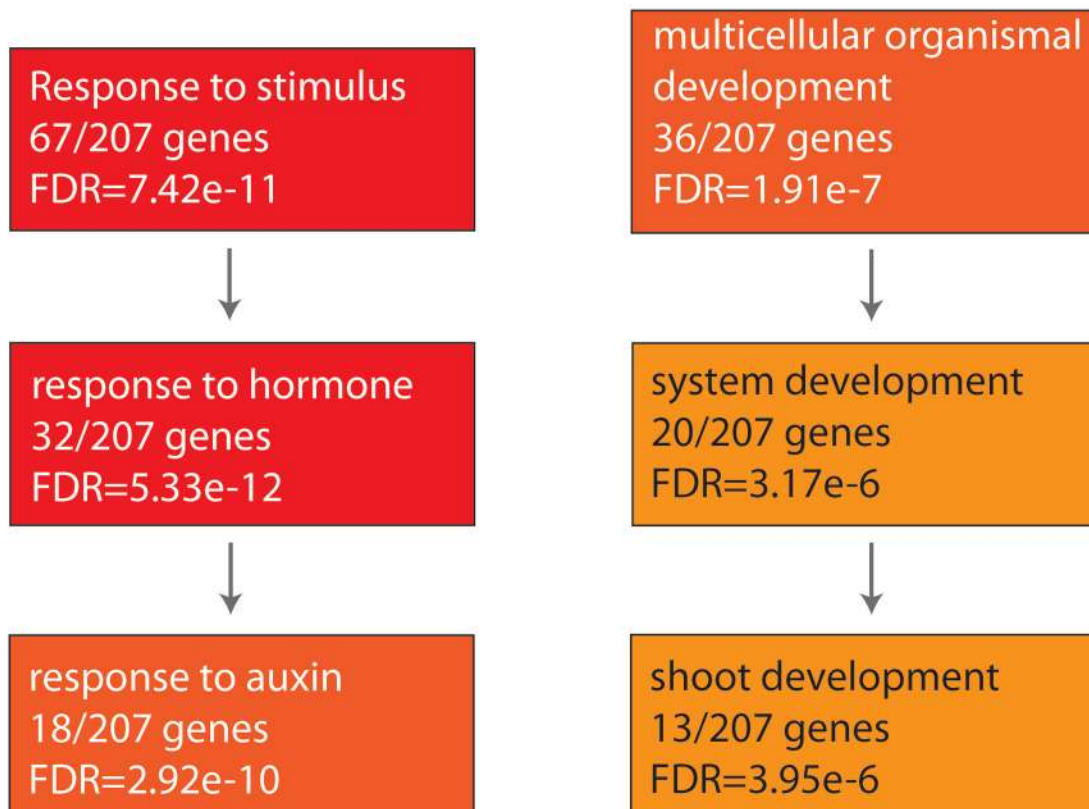 Response to stimulus
67/207 genes
FDR=7.42e-11
response to hormone
32/207 genes
FDR=5.33e-12
response to auxin
18/207 genes
FDR=2.92e-10
multicellular organismal
development
36/207 genes
FDR=1.91e-7
system development
20/207 genes
FDR=3.17e-6
shoot development
13/207 genes
FDR=3.95e-6